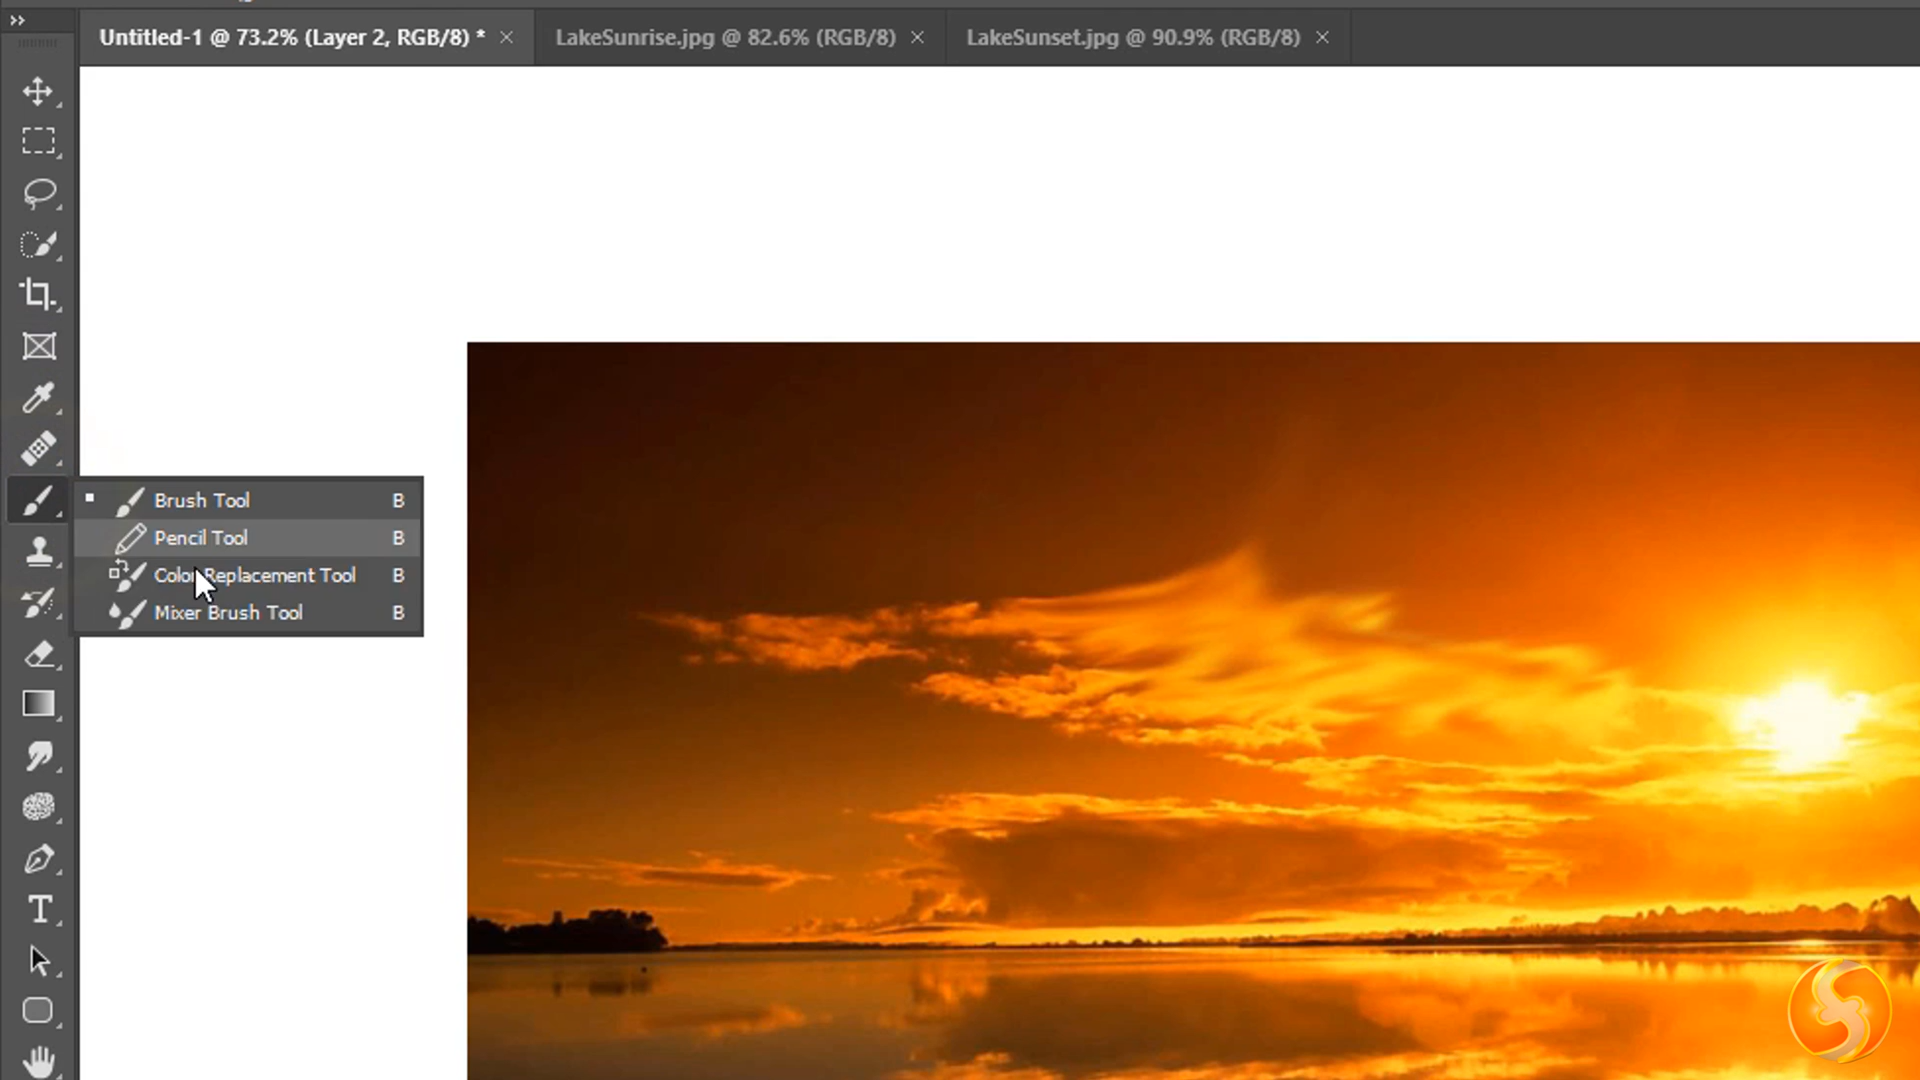 Untitled-1 @ 73.2% (Layer 2, RGB/8) * ×
LakeSunrise.jpg @ 82.6% (RGB/8) ×
LakeSunset.jpg @ 90.9% (RGB/8) ×
Brush Tool B
Pencil Tool B
Color Replacement Tool B
Mixer Brush Tool B
T